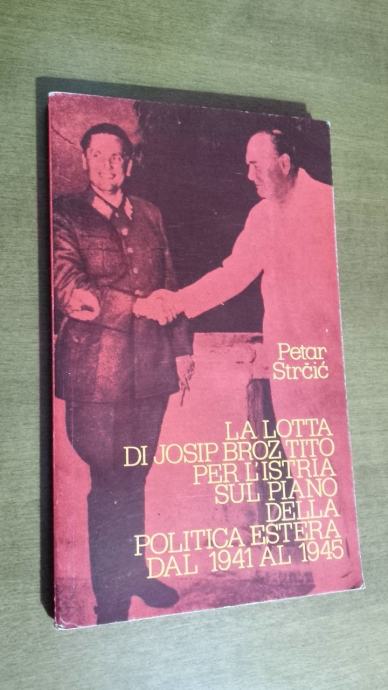 Petar
Strčić
LA LOTTA
DI JOSIP BROZ TITO
PER L'ISTRIA
SUL PIANO
DELLA
POLITICA ESTERA
DAL 1941 AL 1945